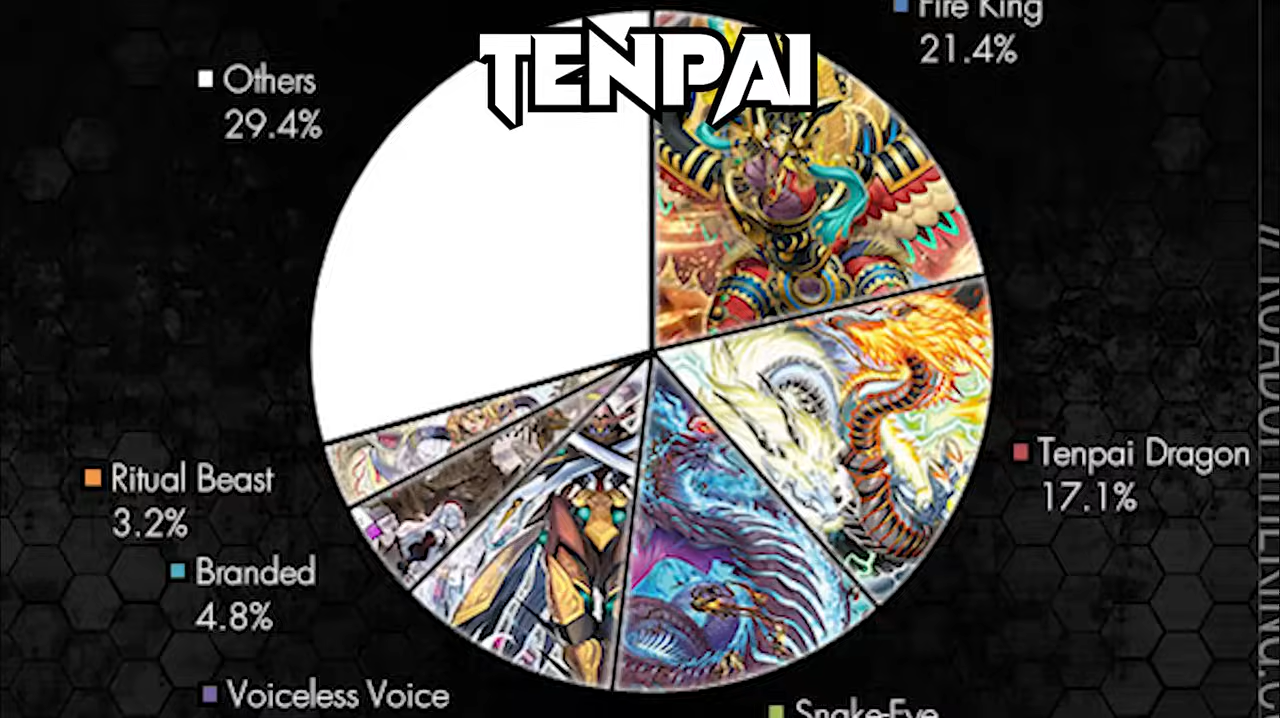 TENPAI
Fire King
21.4%
Others
29.4%
Tenpai Dragon
17.1%
Ritual Beast
3.2%
Branded
4.8%
Voiceless Voice
Snake-Eye